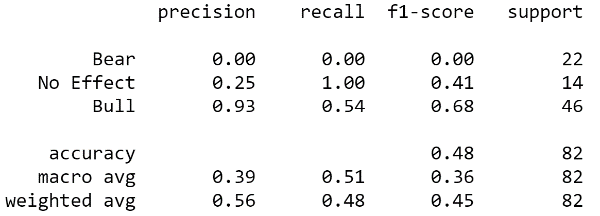 precision recall f1-score support
Bear 0.00 0.00 0.00 22
No Effect 0.25 1.00 0.41 14
Bull 0.93 0.54 0.68 46
accuracy 0.48 82
macro avg 0.39 0.51 0.36 82
weighted avg 0.56 0.48 0.45 82